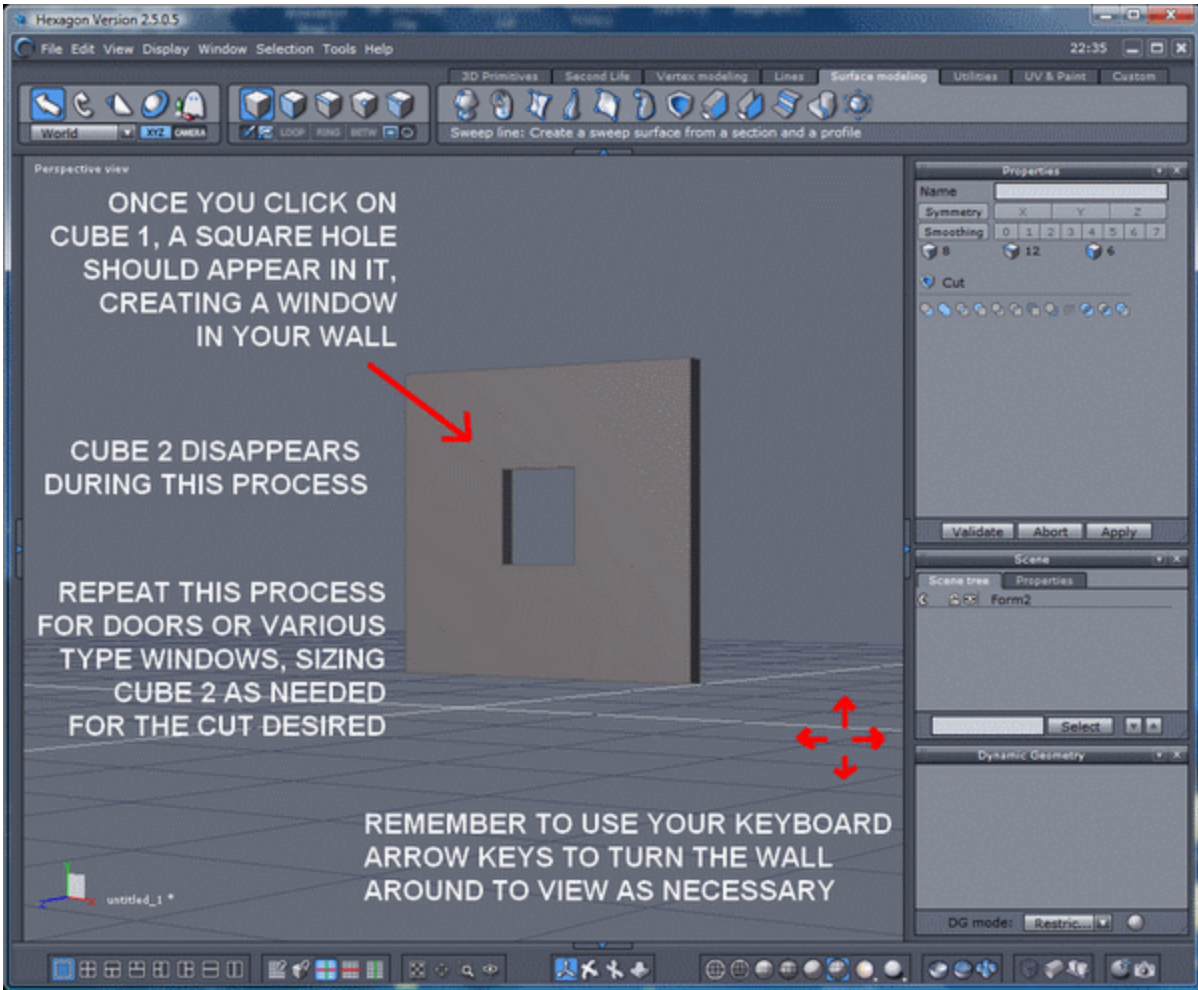 Hexagon Version 2.5.0.5
File Edit View Display Window Selection Tools Help
22:35
3D Primitives Second Life Vertex modeling Lines Surface modeling Utilities UV & Paint Custom
World XYZ CAMERA
LOOP RING BETW
Sweep line: Create a sweep surface from a section and a profile
Perspective view
ONCE YOU CLICK ON
CUBE 1, A SQUARE HOLE
SHOULD APPEAR IN IT,
CREATING A WINDOW
IN YOUR WALL
CUBE 2 DISAPPEARS
DURING THIS PROCESS
REPEAT THIS PROCESS
FOR DOORS OR VARIOUS
TYPE WINDOWS, SIZING
CUBE 2 AS NEEDED
FOR THE CUT DESIRED
REMEMBER TO USE YOUR KEYBOARD
ARROW KEYS TO TURN THE WALL
AROUND TO VIEW AS NECESSARY
Y
Z X
untitled_1 *
Properties
Name
Symmetry X Y Z
Smoothing 0 1 2 3 4 5 6 7
8 12 6
Cut
Validate Abort Apply
Scene
Scene tree Properties
Form2
Select
Dynamic Geometry
DG mode: Restric...